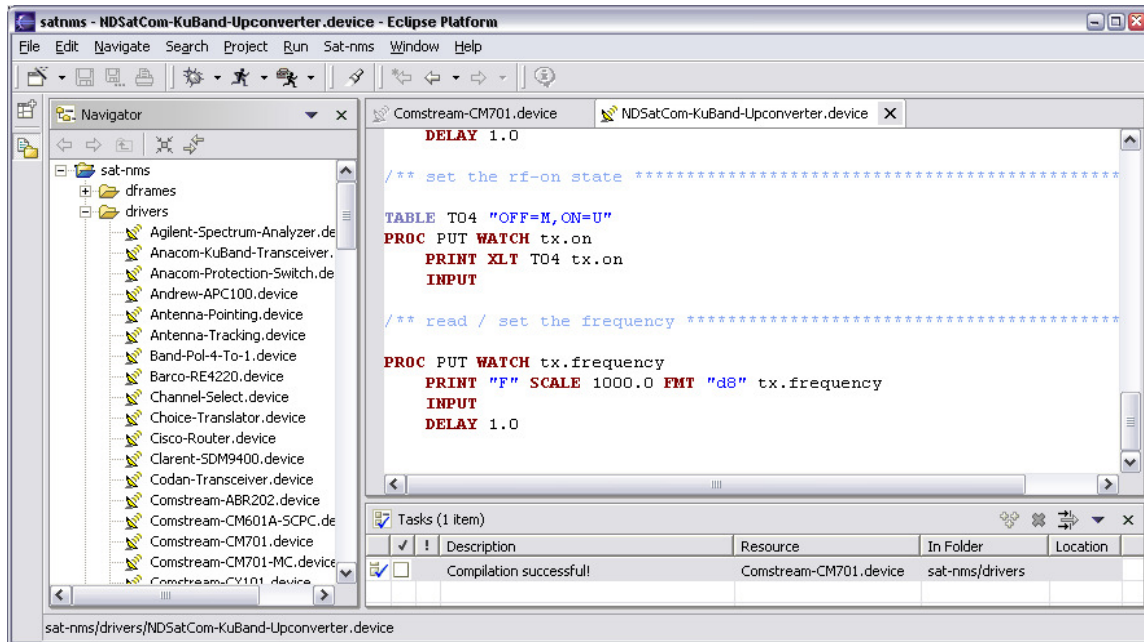 satnms - NDSatCom-KuBand-Upconverter.device - Eclipse Platform
File Edit Navigate Search Project Run Sat-nms Window Help
Navigator
sat-nms
dframes
drivers
Agilent-Spectrum-Analyzer.de
Anacom-KuBand-Transceiver.
Anacom-Protection-Switch.de
Andrew-APC100.device
Antenna-Pointing.device
Antenna-Tracking.device
Band-Pol-4-To-1.device
Barco-RE4220.device
Channel-Select.device
Choice-Translator.device
Cisco-Router.device
Clarent-SDM9400.device
Codan-Transceiver.device
Comstream-ABR202.device
Comstream-CM601A-SCPC.de
Comstream-CM701.device
Comstream-CM701-MC.device
Comstream-CY101.device
Comstream-CM701.device NDSatCom-KuBand-Upconverter.device X
DELAY 1.0
/** set the rf-on state ***********************************************
TABLE TO4 "OFF=M,ON=U"
PROC PUT WATCH tx.on
PRINT XLT TO4 tx.on
INPUT
/** read / set the frequency ******************************************
PROC PUT WATCH tx.frequency
PRINT "F" SCALE 1000.0 FMT "d8" tx.frequency
INPUT
DELAY 1.0
Tasks (1 item)
! Description Resource In Folder Location
Compilation successful! Comstream-CM701.device sat-nms/drivers
sat-nms/drivers/NDSatCom-KuBand-Upconverter.device